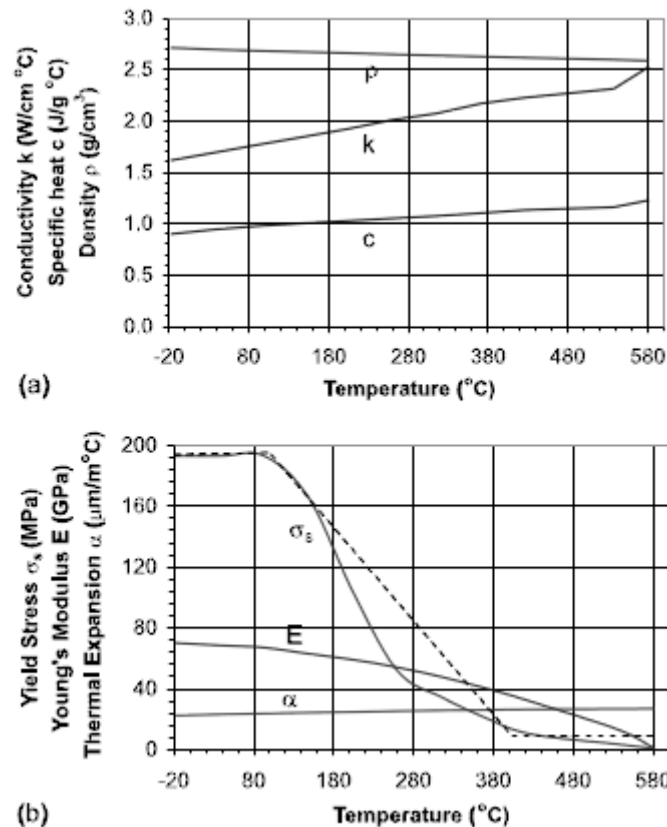 Conductivity k (W/cm °C)
Specific heat c (J/g °C)
Density ρ (g/cm³)
3.0
2.5
2.0
1.5
1.0
0.5
0.0
ρ
k
c
-20 80 180 280 380 480 580
Temperature (°C)
(a)
Yield Stress σs (MPa)
Young's Modulus E (GPa)
Thermal Expansion α (μm/m°C)
200
160
120
80
40
0
σs
E
α
-20 80 180 280 380 480 580
Temperature (°C)
(b)